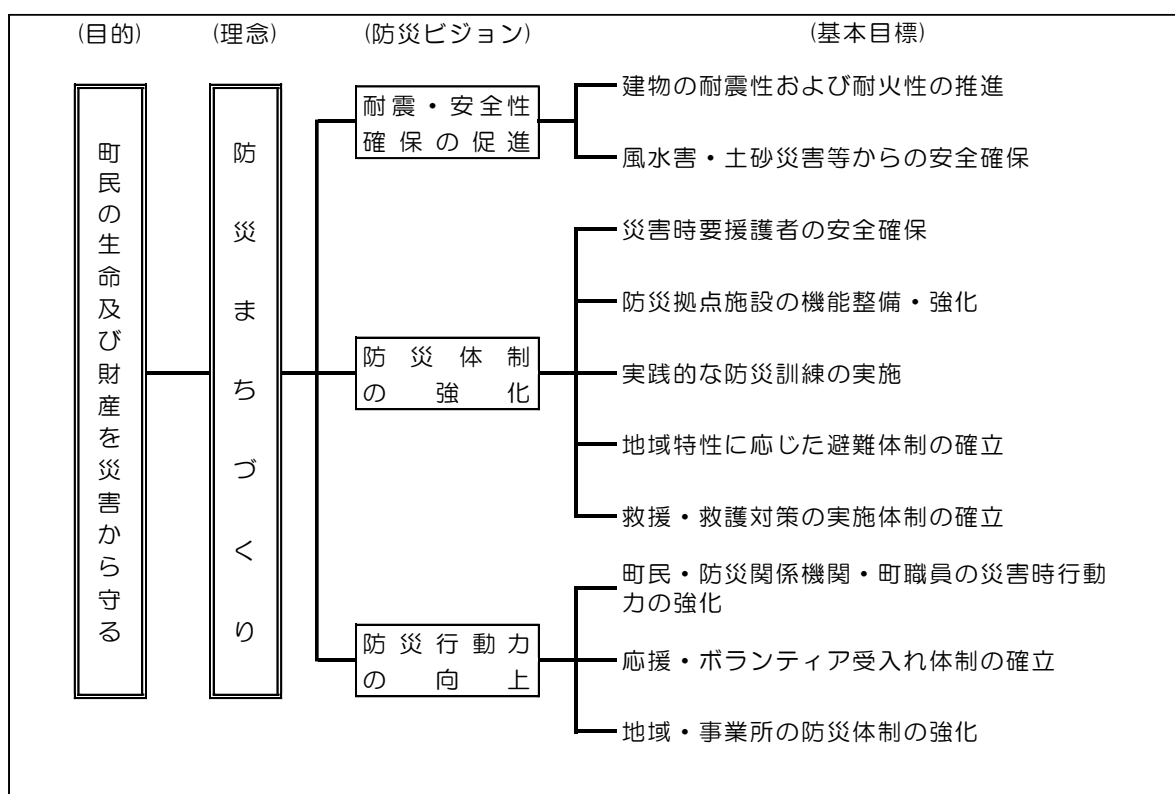 (目的)
(理念)
(防災ビジョン)
(基本目標)
町民の生命及び財産を災害から守る
防災まちづくり
耐震・安全性
確保の促進
建物の耐震性および耐火性の推進
風水害・土砂災害等からの安全確保
防災体制
の強化
災害時要援護者の安全確保
防災拠点施設の機能整備・強化
実践的な防災訓練の実施
地域特性に応じた避難体制の確立
救援・救護対策の実施体制の確立
防災行動力
の向上
町民・防災関係機関・町職員の災害時行動
力の強化
応援・ボランティア受入れ体制の確立
地域・事業所の防災体制の強化